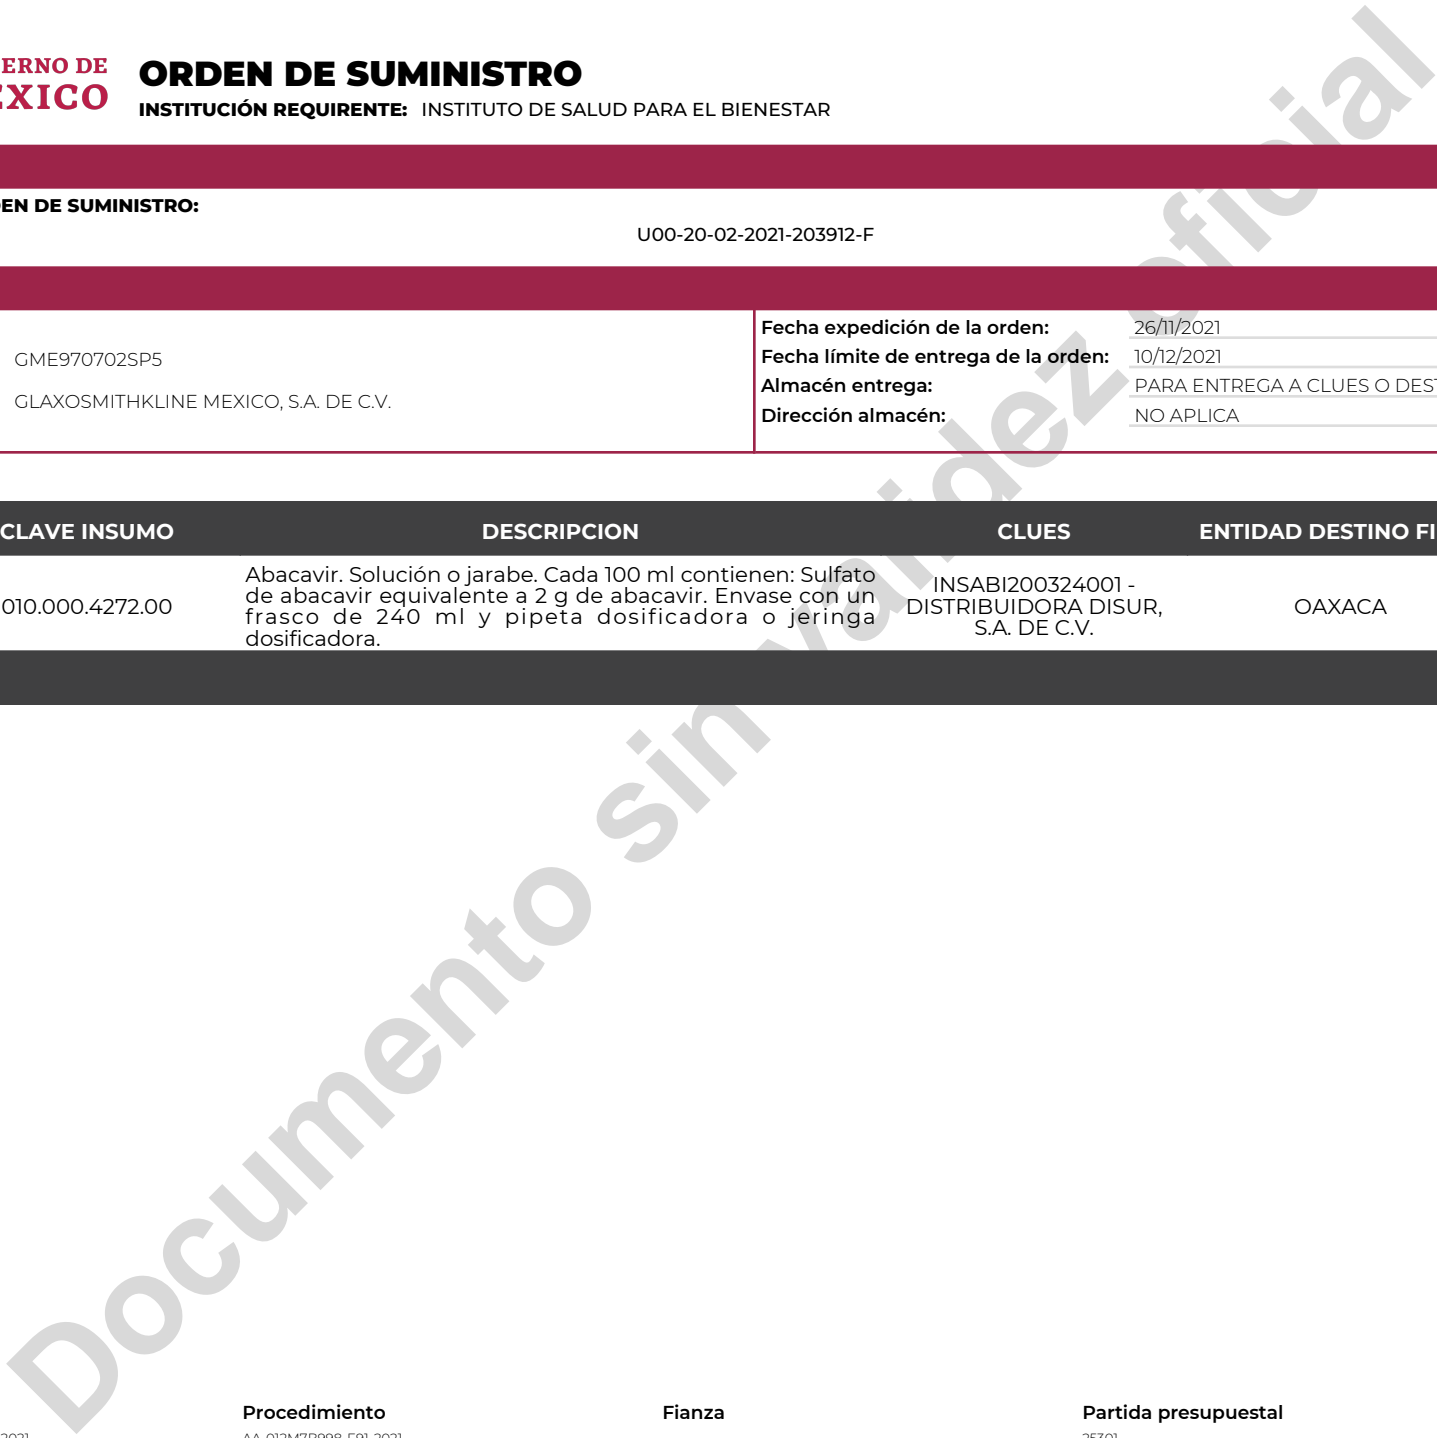 ERNO DE
EXICO
ORDEN DE SUMINISTRO
INSTITUCIÓN REQUIRENTE: INSTITUTO DE SALUD PARA EL BIENESTAR
EN DE SUMINISTRO:
U00-20-02-2021-203912-F
GME970702SP5
GLAXOSMITHKLINE MEXICO, S.A. DE C.V.
Fecha expedición de la orden: 26/11/2021
Fecha límite de entrega de la orden: 10/12/2021
Almacén entrega: PARA ENTREGA A CLUES O DEST
Dirección almacén: NO APLICA
CLAVE INSUMO DESCRIPCION CLUES ENTIDAD DESTINO FI
010.000.4272.00
Abacavir. Solución o jarabe. Cada 100 ml contienen: Sulfato
de abacavir equivalente a 2 g de abacavir. Envase con un
frasco de 240 ml y pipeta dosificadora o jeringa
dosificadora.
INSABI200324001 -
DISTRIBUIDORA DISUR,
S.A. DE C.V.
OAXACA
Documento sin validez oficial
Procedimiento Fianza Partida presupuestal